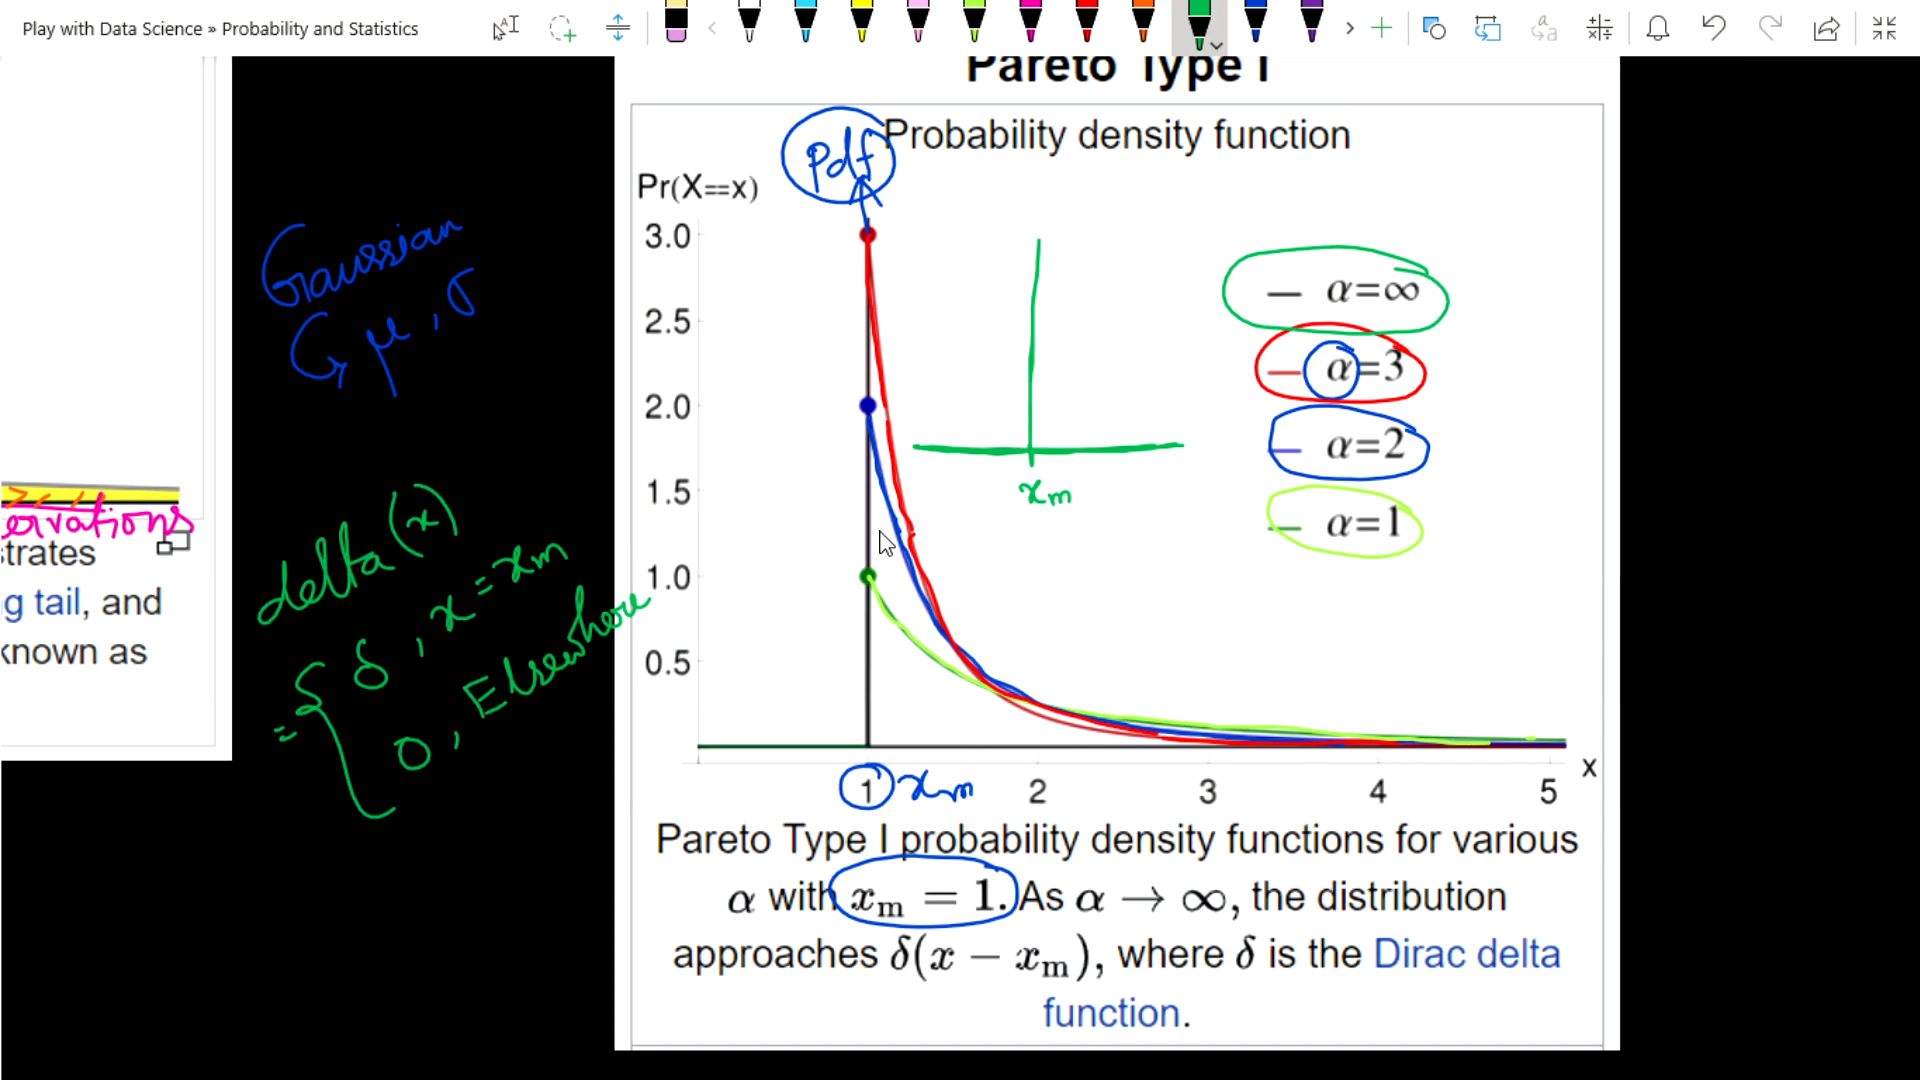 Play with Data Science » Probability and Statistics
Pareto Type I
Probability density function
Pdf
Pr(X==x)
3.0
2.5
2.0
1.5
1.0
0.5
α=∞
α=3
α=2
α=1
xm
1 xm 2 3 4 5
x
Pareto Type I probability density functions for various
α with xm = 1. As α → ∞, the distribution
approaches δ(x − xm), where δ is the Dirac delta
function.
Gaussian
μ, σ
delta(x)
= { δ, x = xm
0, Elsewhere
ervations
trates
g tail, and
known as